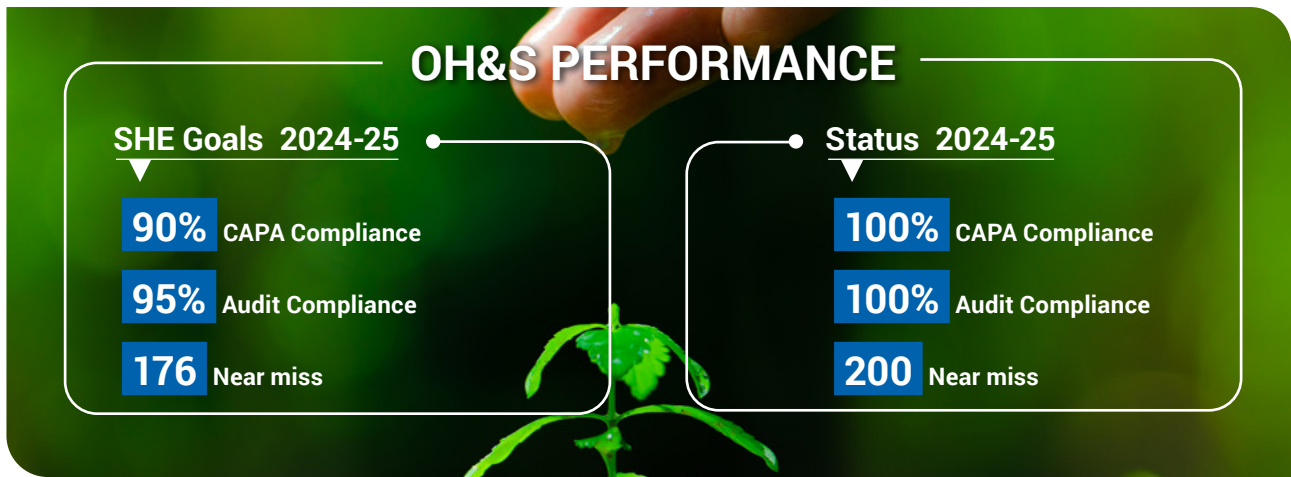 OH&S PERFORMANCE
SHE Goals 2024-25
90% CAPA Compliance
95% Audit Compliance
176 Near miss
Status 2024-25
100% CAPA Compliance
100% Audit Compliance
200 Near miss